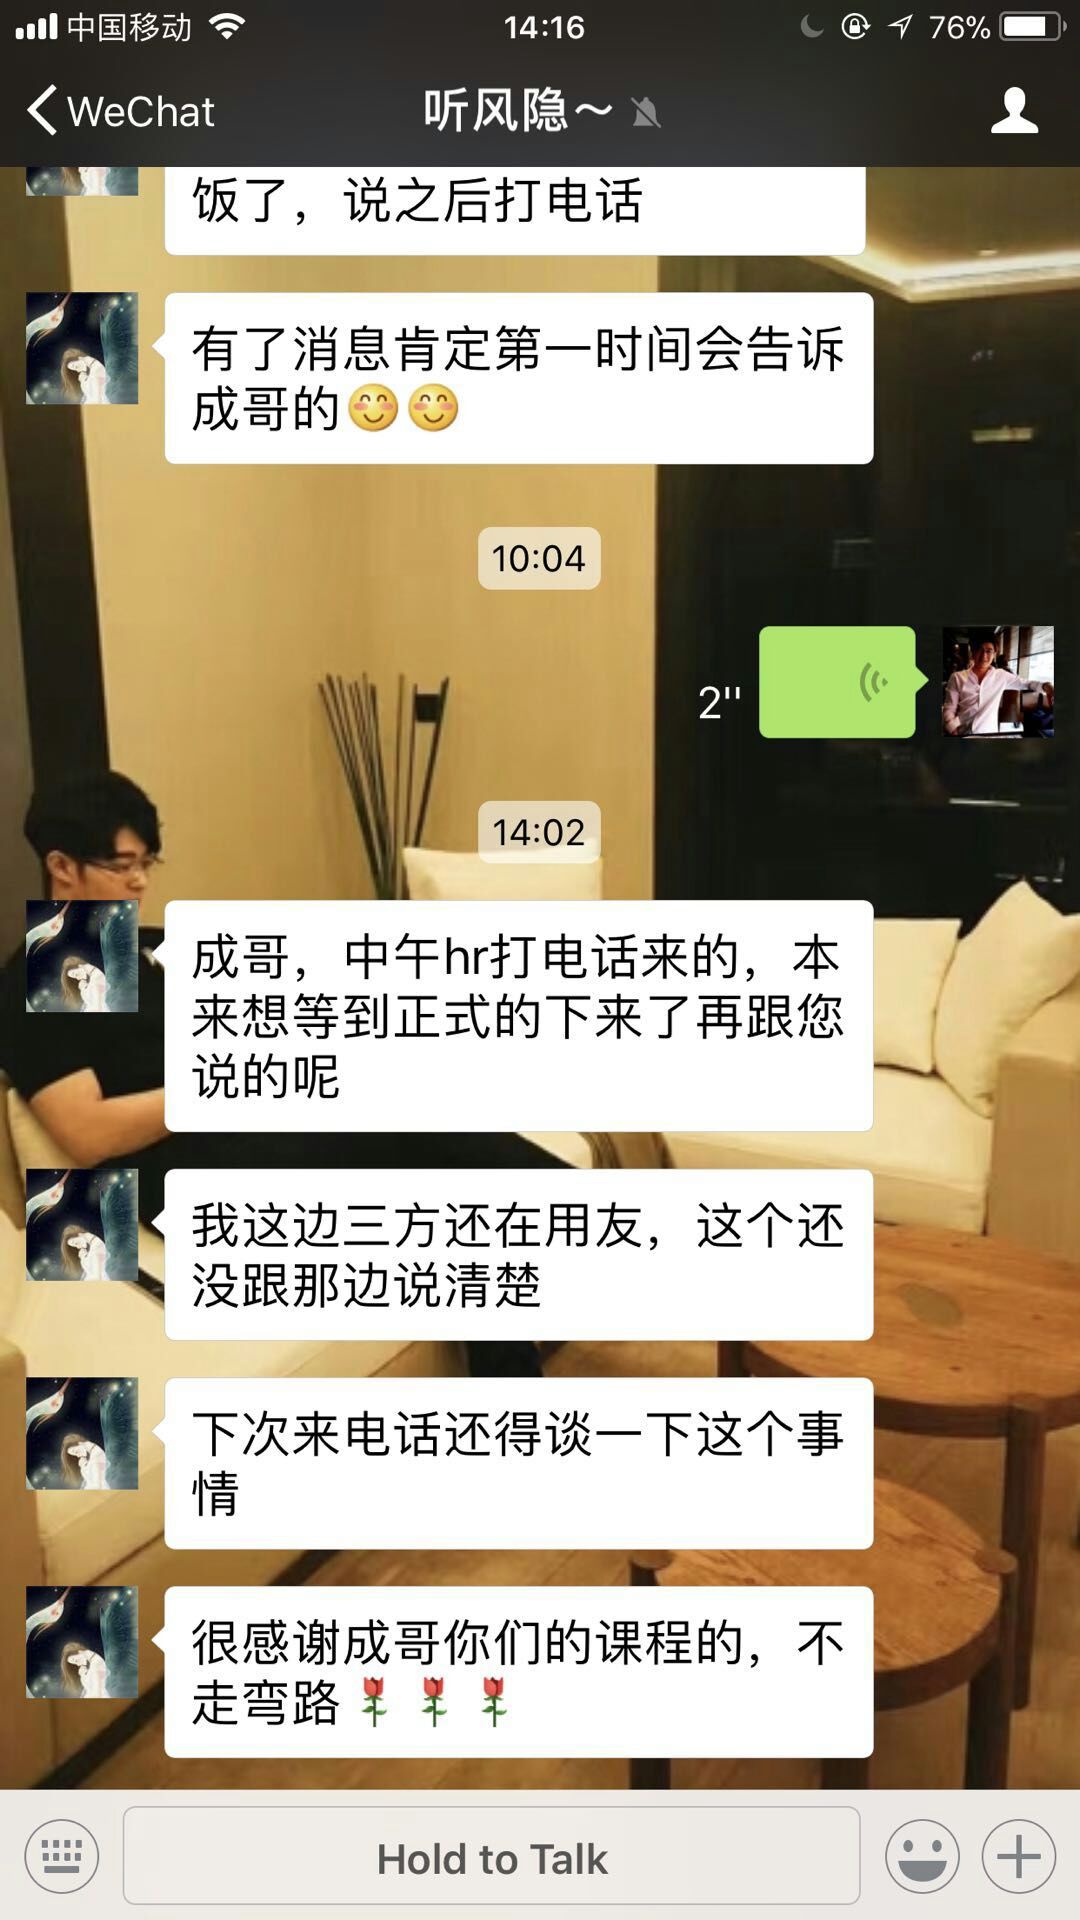 中国移动
14:16
76%
WeChat
听风隐～
饭了，说之后打电话
有了消息肯定第一时间会告诉
成哥的😊😊
10:04
2"
14:02
成哥，中午hr打电话来的，本
来想等到正式的下来了再跟您
说的呢
我这边三方还在用友，这个还
没跟那边说清楚
下次来电话还得谈一下这个事
情
很感谢成哥你们的课程的，不
走弯路🌹🌹🌹
Hold to Talk